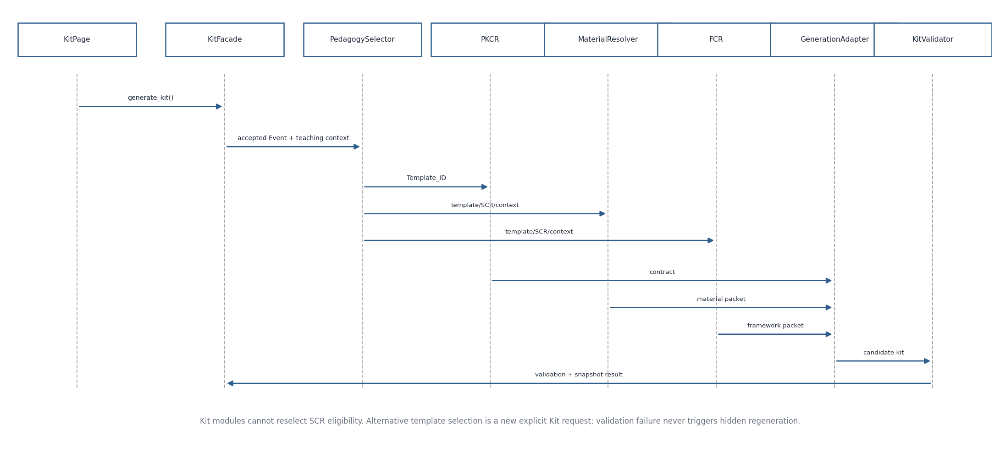 KitPage
KitFacade
PedagogySelector
PKCR
MaterialResolver
FCR
GenerationAdapter
KitValidator
generate_kit()
accepted Event + teaching context
Template_ID
template/SCR/context
template/SCR/context
contract
material packet
framework packet
candidate kit
validation + snapshot result
Kit modules cannot reselect SCR eligibility. Alternative template selection is a new explicit Kit request; validation failure never triggers hidden regeneration.